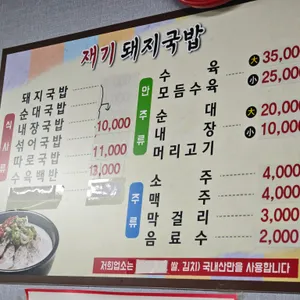 재기 돼지국밥
식사류
돼지국밥
순대국밥
내장국밥 10,000
섞어국밥
따로국밥 11,000
수육백반 13,000
안주류
수육 대 35,000
모듬수육 소 25,000
순대 대 20,000
내장 소 10,000
머리고기
주류
소주 4,000
맥주 4,000
막걸리 3,000
음료수 2,000
저희업소는 쌀, 김치) 국내산만을 사용합니다